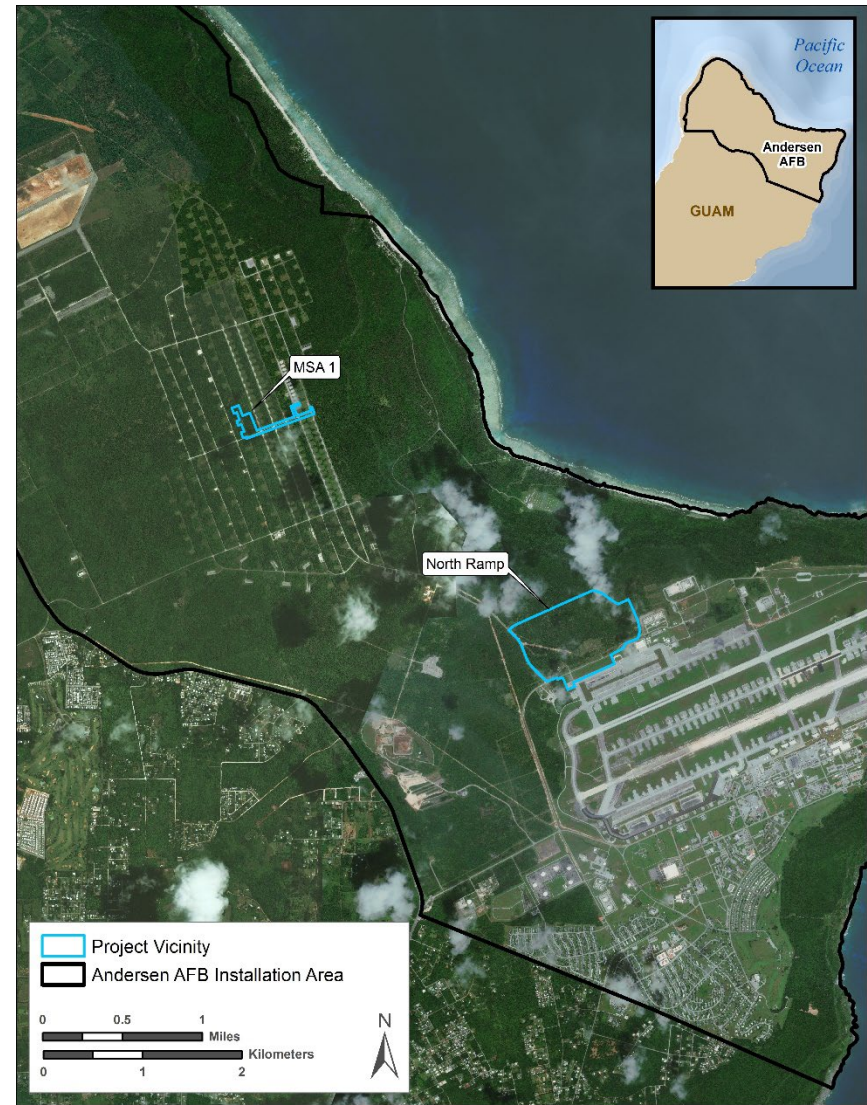 Pacific
Ocean
Andersen
AFB
GUAM
MSA 1
North Ramp
Project Vicinity
Andersen AFB Installation Area
0 0.5 1
Miles
N
Kilometers
0 1 2